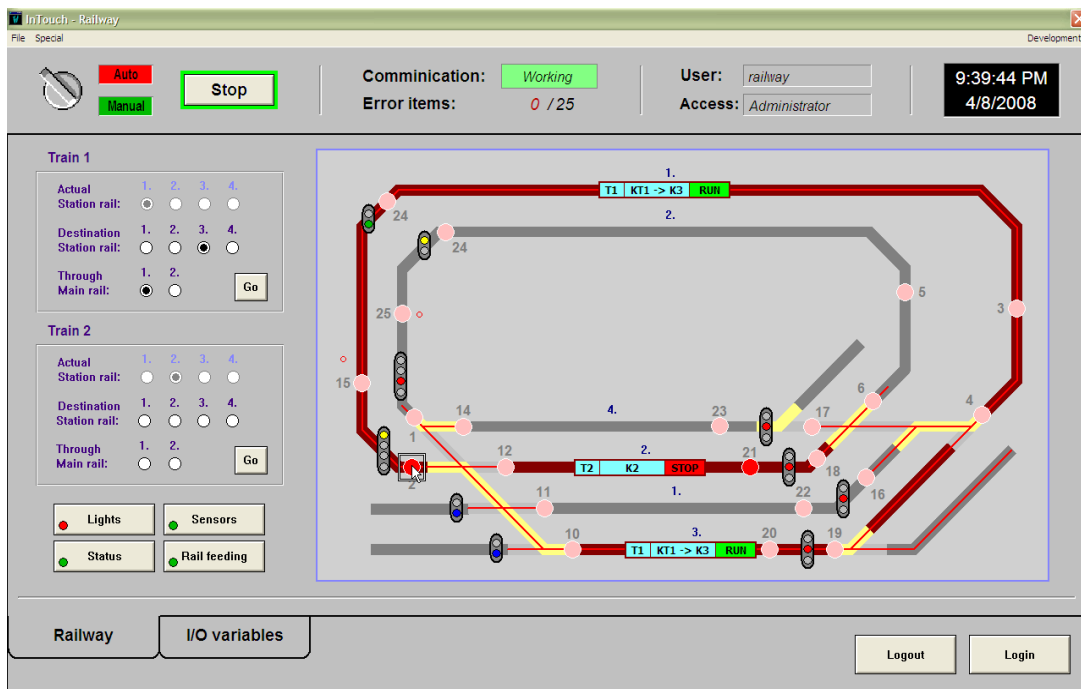 InTouch - Railway
File Special Development
Auto
Manual
Stop
Comminication: Working
Error items: 0 / 25
User: railway
Access: Administrator
9:39:44 PM
4/8/2008
Train 1
Actual 1. 2. 3. 4.
Station rail:
Destination 1. 2. 3. 4.
Station rail:
Through 1. 2.
Main rail:
Go
Train 2
Actual 1. 2. 3. 4.
Station rail:
Destination 1. 2. 3. 4.
Station rail:
Through 1. 2.
Main rail:
Go
Lights Sensors
Status Rail feeding
1.
T1 KT1 -> K3 RUN
24
2.
24
5
25
3
15
6
4
1
14
4.
23
17
2
12
2.
T2 K2 STOP
21
18
16
11
1.
22
10
3.
T1 KT1 -> K3 RUN
20
19
Railway I/O variables
Logout Login